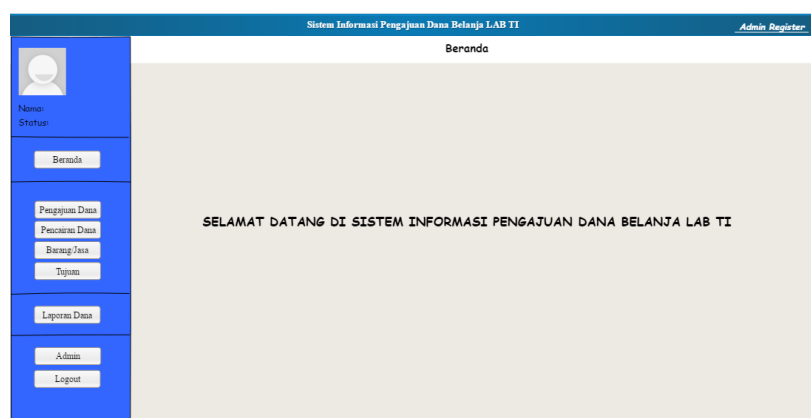 Sistem Informasi Pengajuan Dana Belanja LAB TI
Admin Register
Beranda
Nama:
Status:
Beranda
Pengajuan Dana
Pencairan Dana
Barang/Jasa
Tujuan
Laporan Dana
Admin
Logout
SELAMAT DATANG DI SISTEM INFORMASI PENGAJUAN DANA BELANJA LAB TI